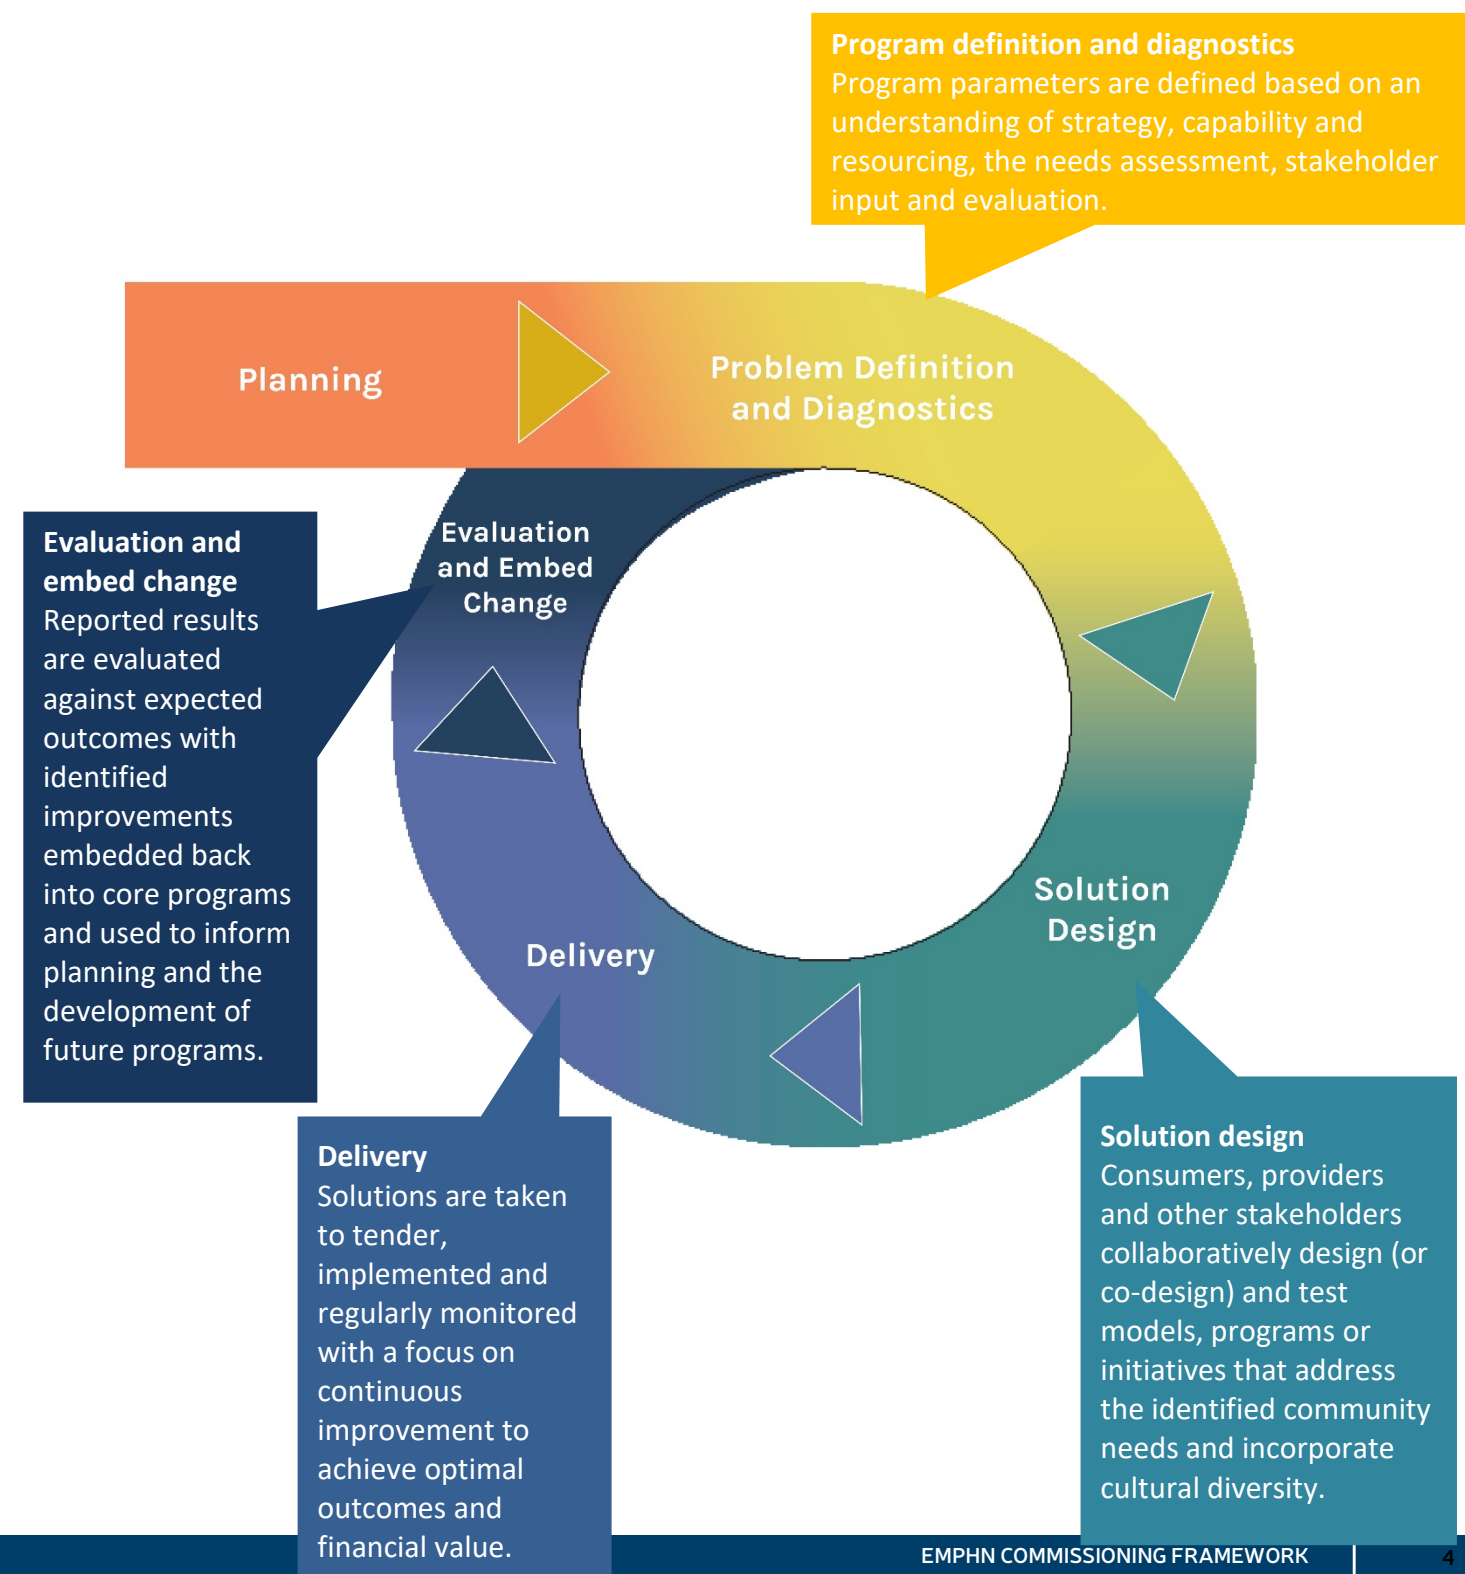 Program definition and diagnostics
Program parameters are defined based on an
understanding of strategy, capability and
resourcing, the needs assessment, stakeholder
input and evaluation.
Planning
Problem Definition
and Diagnostics
Evaluation
and Embed
Change
Evaluation and
embed change
Reported results
are evaluated
against expected
outcomes with
identified
improvements
embedded back
into core programs
and used to inform
planning and the
development of
future programs.
Solution
Design
Delivery
Delivery
Solutions are taken
to tender,
implemented and
regularly monitored
with a focus on
continuous
improvement to
achieve optimal
outcomes and
financial value.
Solution design
Consumers, providers
and other stakeholders
collaboratively design (or
co-design) and test
models, programs or
initiatives that address
the identified community
needs and incorporate
cultural diversity.
EMPHN COMMISSIONING FRAMEWORK
4